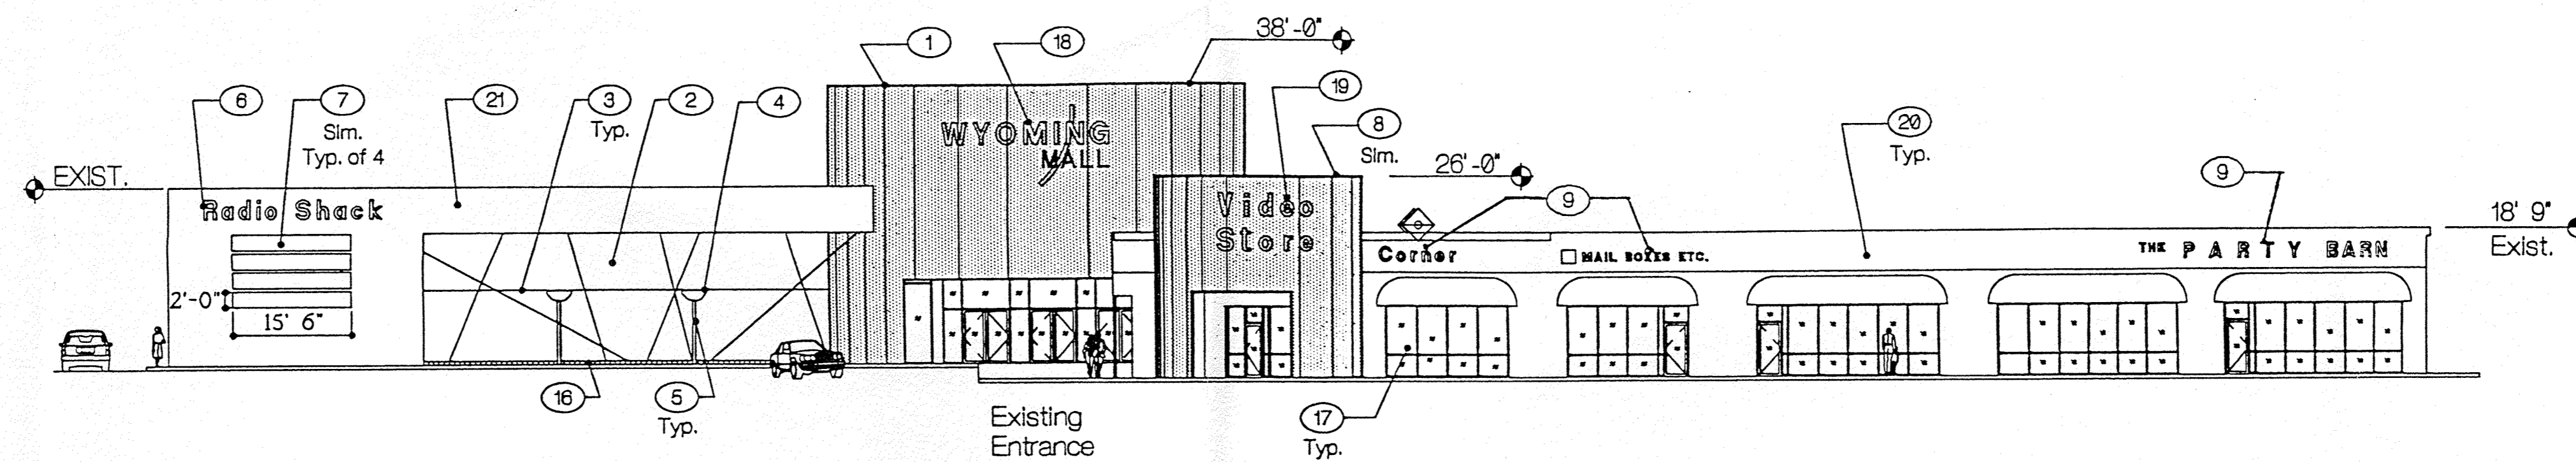 1
18
38'-0"
6
7
Sim.
Typ. of 4
21
3
Typ.
2
4
19
8
Sim.
20
Typ.
9
9
EXIST.
26'-0"
18' 9"
Exist.
WYOMING
MALL
Radio Shack
Video
Store
Corner
MAIL BOXES ETC.
THE PARTY BARN
2'-0"
15' 6"
16
5
Typ.
Existing
Entrance
17
Typ.